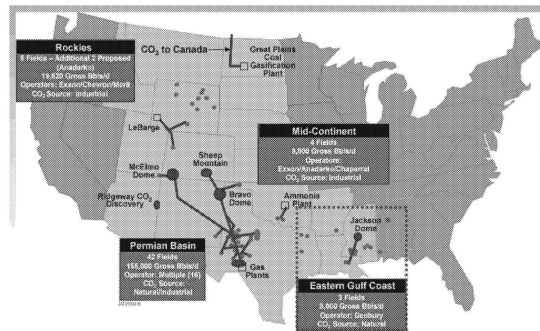 Rockies
5 Fields – Additional 2 Proposed
(Anadarko)
19,520 Gross Bbls/d
Operators: Exxon/Chevron/Merit
CO2 Source: Industrial
CO2 to Canada
Great Plains
Coal
Gasification
Plant
LeBarge
McElmo
Dome
Sheep
Mountain
Mid-Continent
4 Fields
9,800 Gross Bbls/d
Operators:
Exxon/Anadarko/Chaparral
CO2 Source: Industrial
Ridgeway CO2
Discovery
Bravo
Dome
Ammonia
Plant
Jackson
Dome
Permian Basin
42 Fields
155,000 Gross Bbls/d
Operator: Multiple (16)
CO2 Source:
Natural/Industrial
Gas
Plants
Eastern Gulf Coast
3 Fields
8,000 Gross Bbls/d
Operator: Denbury
CO2 Source: Natural